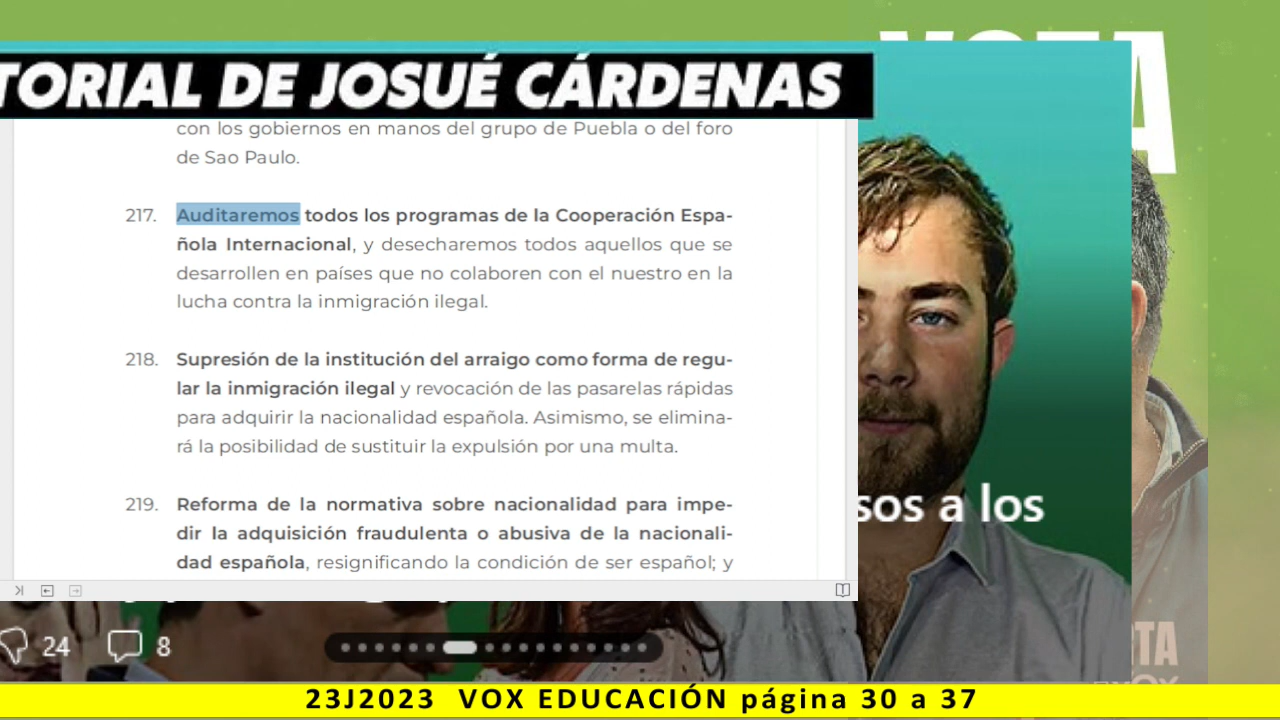 VOTA
TORIAL DE JOSUÉ CÁRDENAS
con los gobiernos en manos del grupo de Puebla o del foro
de Sao Paulo.
217. Auditaremos todos los programas de la Cooperación Espa-
ñola Internacional, y desecharemos todos aquellos que se
desarrollen en países que no colaboren con el nuestro en la
lucha contra la inmigración ilegal.
218. Supresión de la institución del arraigo como forma de regu-
lar la inmigración ilegal y revocación de las pasarelas rápidas
para adquirir la nacionalidad española. Asimismo, se elimina-
rá la posibilidad de sustituir la expulsión por una multa.
219. Reforma de la normativa sobre nacionalidad para impe-
dir la adquisición fraudulenta o abusiva de la nacionali-
dad española, resignificando la condición de ser español; y
sos a los
24 8
OTA
VOX
23J2023 VOX EDUCACIÓN página 30 a 37